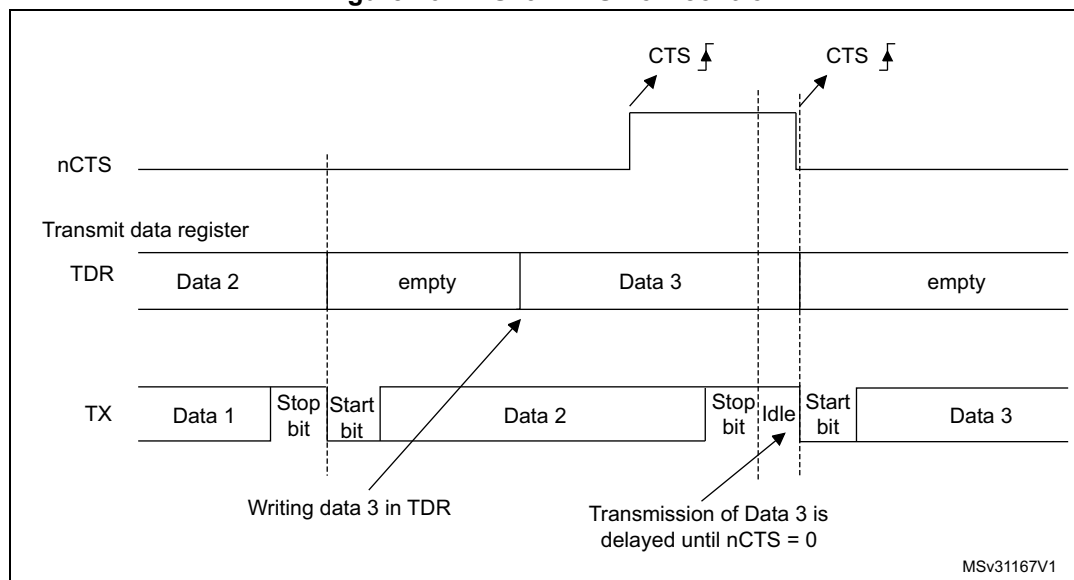 CTS CTS
nCTS
Transmit data register
TDR Data 2 empty Data 3 empty
TX Data 1 Stop bit Start bit Data 2 Stop bit Idle Start bit Data 3
Writing data 3 in TDR
Transmission of Data 3 is
delayed until nCTS = 0
MSv31167V1